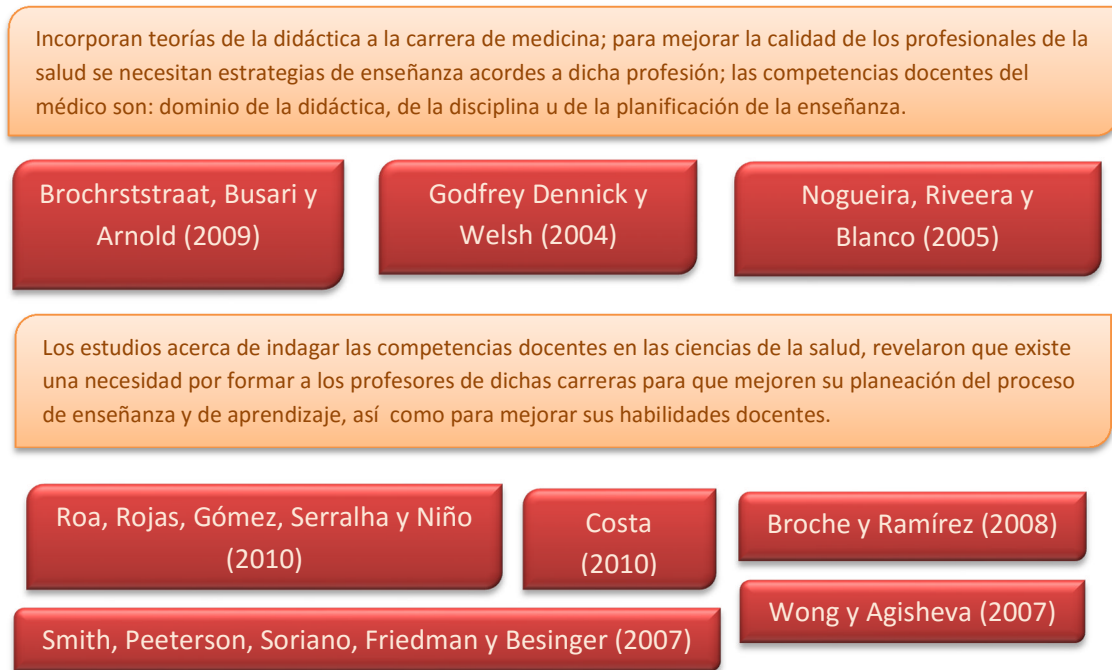 Incorporan teorías de la didáctica a la carrera de medicina; para mejorar la calidad de los profesionales de la
salud se necesitan estrategias de enseñanza acordes a dicha profesión; las competencias docentes del
médico son: dominio de la didáctica, de la disciplina u de la planificación de la enseñanza.
Brochrststraat, Busari y
Arnold (2009)
Godfrey Dennick y
Welsh (2004)
Nogueira, Riveera y
Blanco (2005)
Los estudios acerca de indagar las competencias docentes en las ciencias de la salud, revelaron que existe
una necesidad por formar a los profesores de dichas carreras para que mejoren su planeación del proceso
de enseñanza y de aprendizaje, así como para mejorar sus habilidades docentes.
Roa, Rojas, Gómez, Serralha y Niño
(2010)
Costa
(2010)
Broche y Ramírez (2008)
Wong y Agisheva (2007)
Smith, Peeterson, Soriano, Friedman y Besinger (2007)